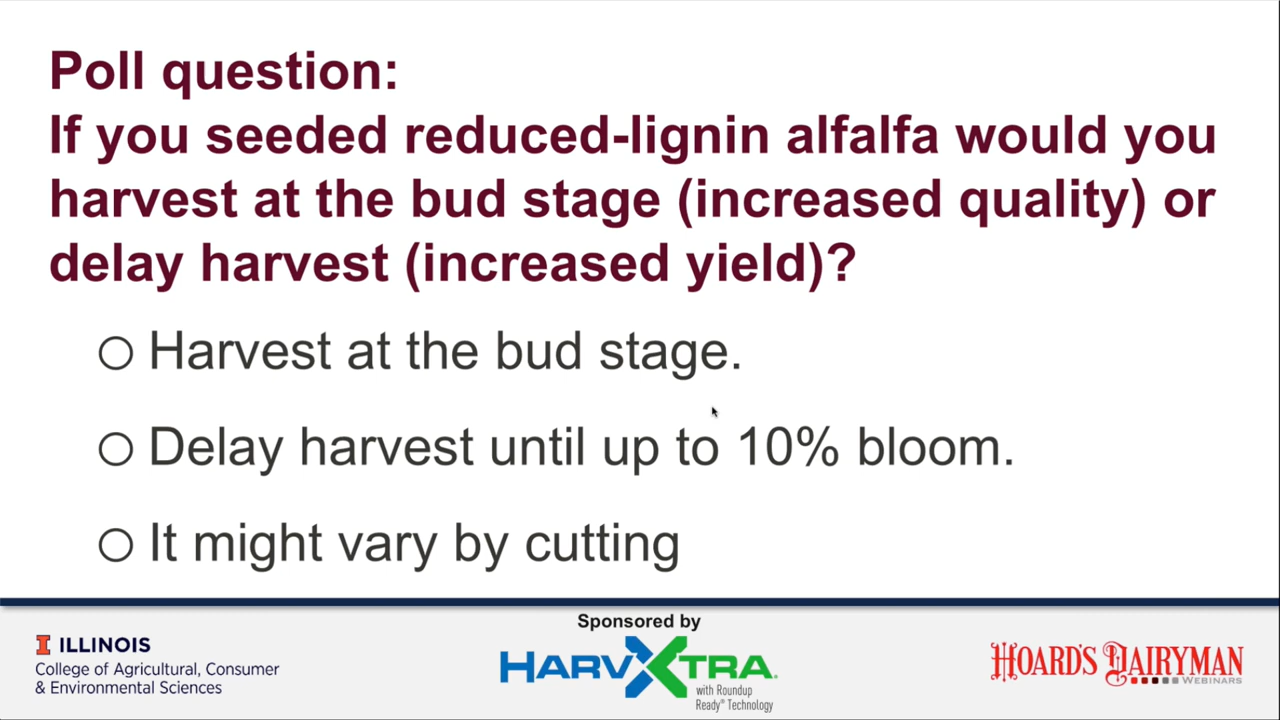 Poll question:
If you seeded reduced-lignin alfalfa would you
harvest at the bud stage (increased quality) or
delay harvest (increased yield)?
Harvest at the bud stage.
Delay harvest until up to 10% bloom.
It might vary by cutting
I ILLINOIS
College of Agricultural, Consumer
& Environmental Sciences
Sponsored by
HARVXTRA®
with Roundup
Ready® Technology
HOARD'S DAIRYMAN
WEBINARS